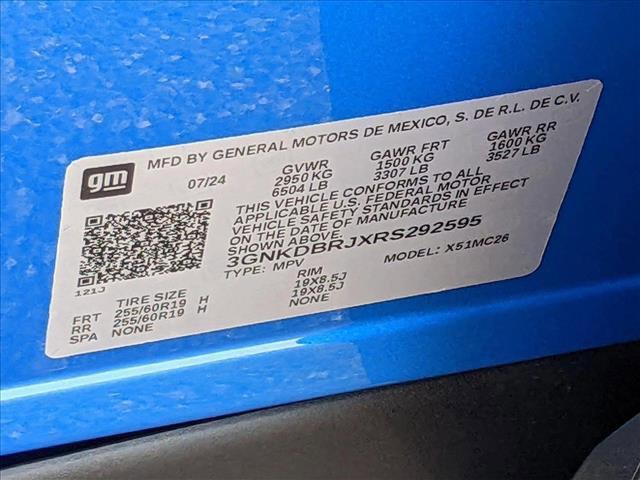 gm
MFD BY GENERAL MOTORS DE MEXICO, S. DE R.L. DE C.V.
07/24 GVWR GAWR FRT GAWR RR
2950 KG 1500 KG 1600 KG
6504 LB 3307 LB 3527 LB
THIS VEHICLE CONFORMS TO ALL
APPLICABLE U.S. FEDERAL MOTOR
VEHICLE SAFETY STANDARDS IN EFFECT
ON THE DATE OF MANUFACTURE
SHOWN ABOVE.
3GNKDBRJXRS292595
TYPE: MPV MODEL: X51MC26
121J
TIRE SIZE RIM
FRT 255/60R19 H 19X8.5J
RR 255/60R19 H 19X8.5J
SPA NONE NONE